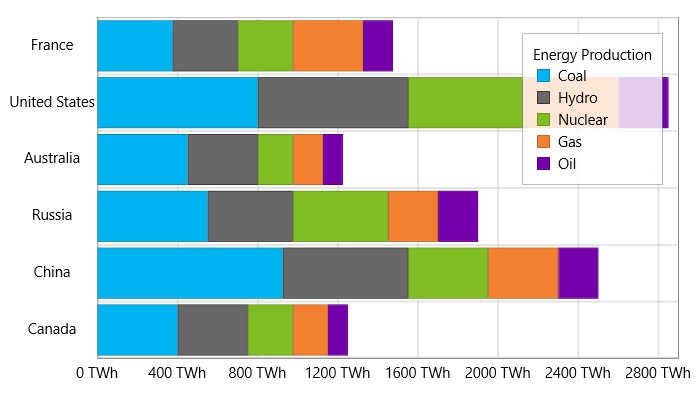 France
United States
Australia
Russia
China
Canada
Energy Production
Coal
Hydro
Nuclear
Gas
Oil
0 TWh 400 TWh 800 TWh 1200 TWh 1600 TWh 2000 TWh 2400 TWh 2800 TWh